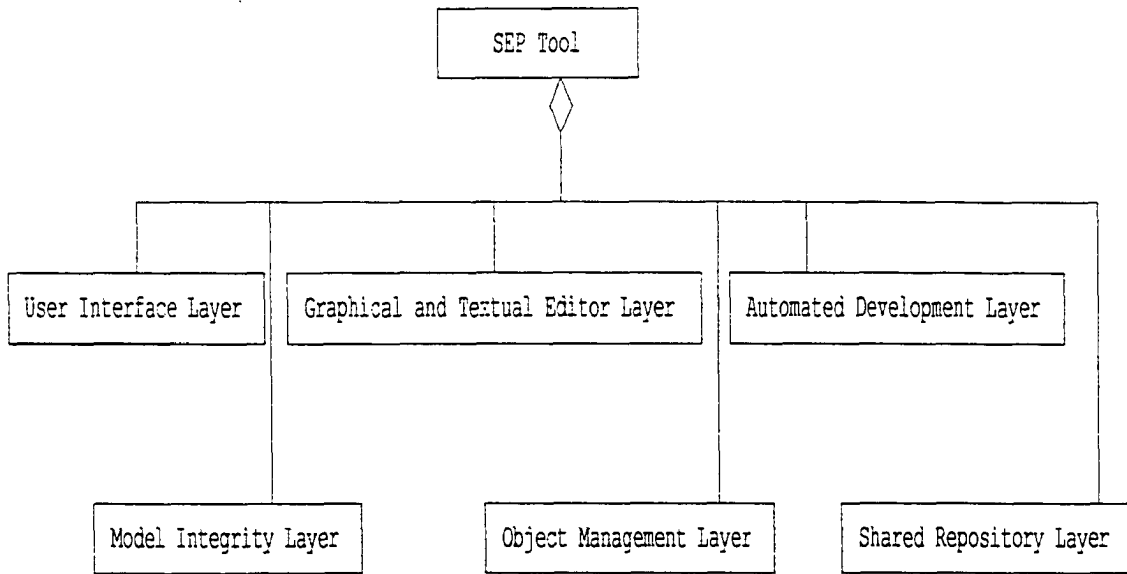 SEP Tool
User Interface Layer
Graphical and Textual Editor Layer
Automated Development Layer
Model Integrity Layer
Object Management Layer
Shared Repository Layer